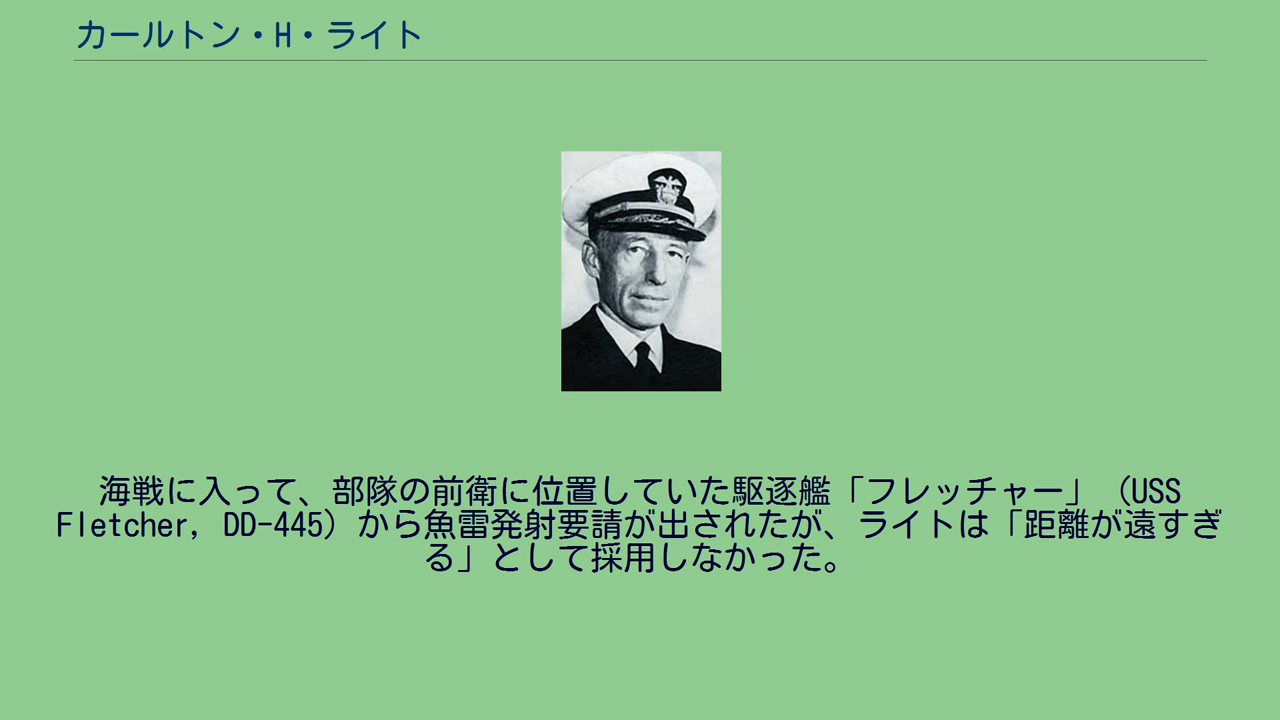 カールトン・H・ライト
海戦に入って、部隊の前衛に位置していた駆逐艦「フレッチャー」（USS
Fletcher, DD-445）から魚雷発射要請が出されたが、ライトは「距離が遠すぎ
る」として採用しなかった。